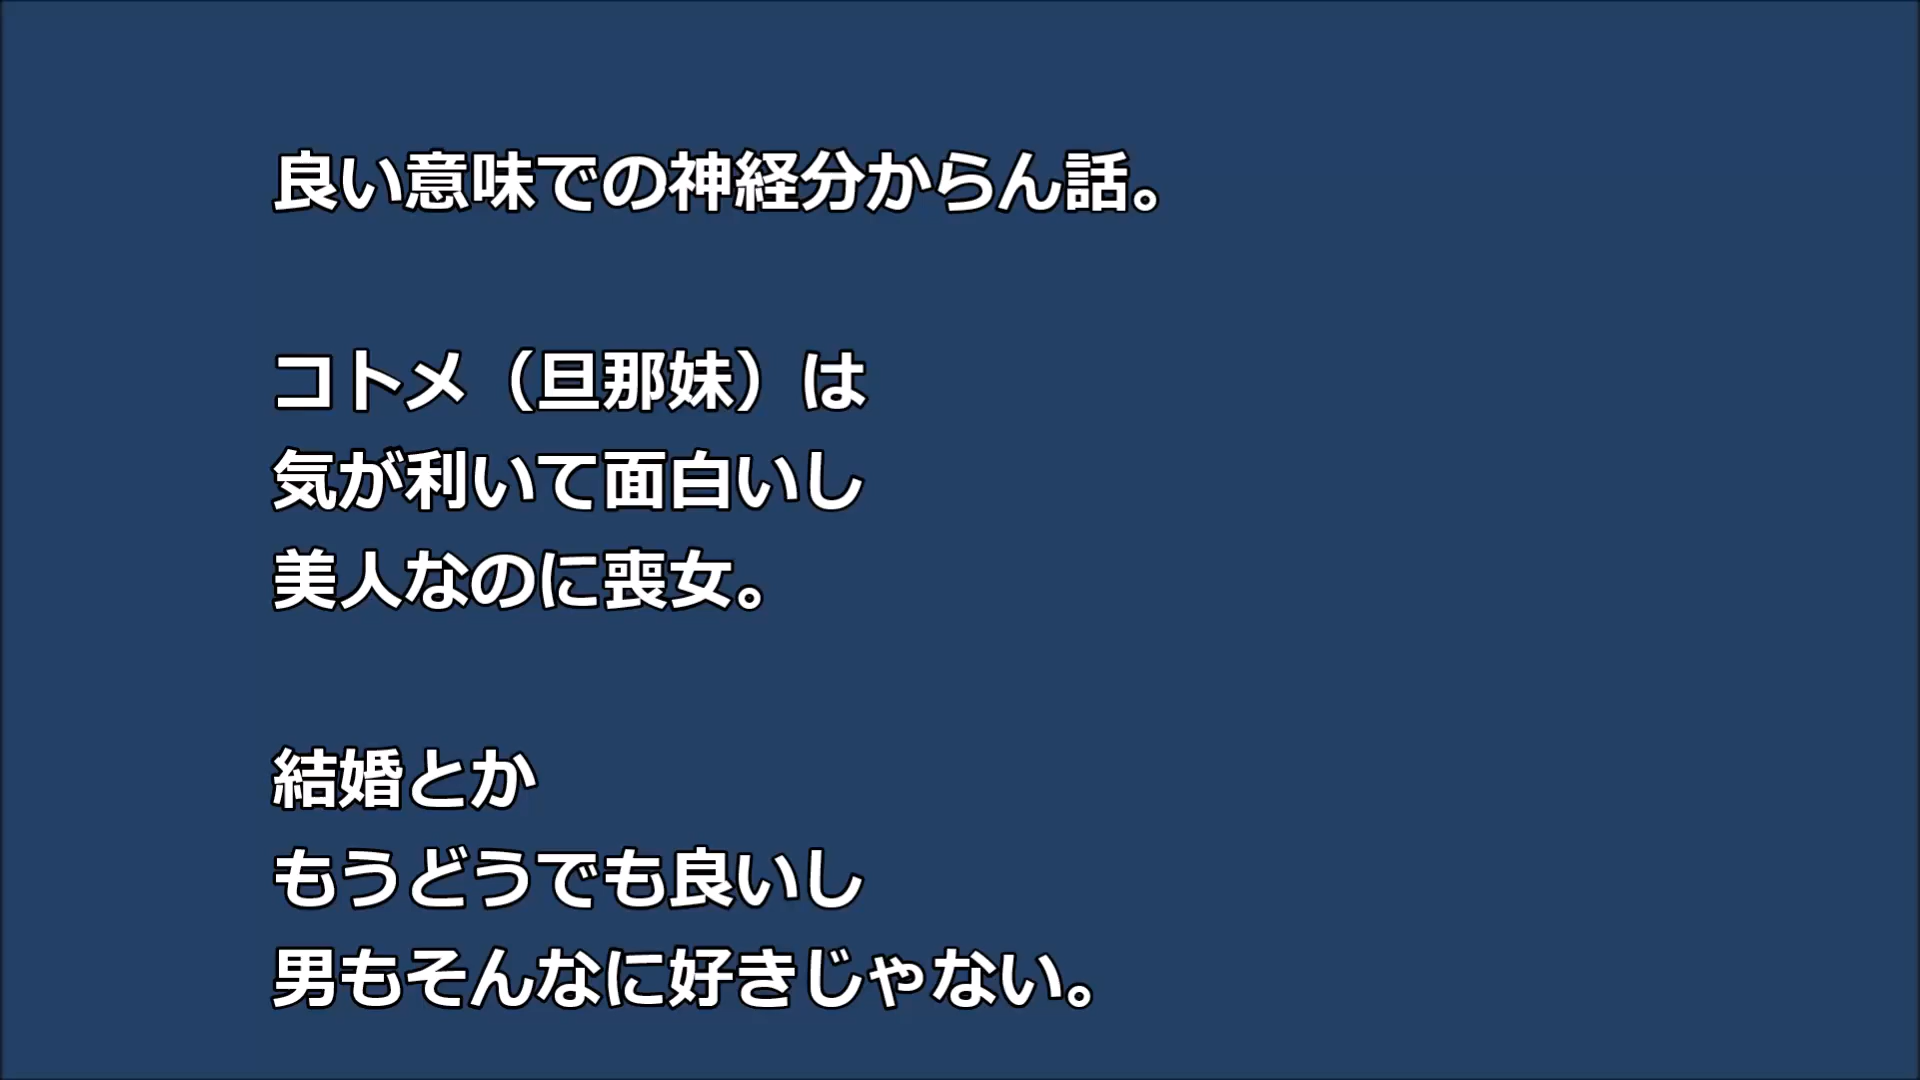 良い意味での神経分からん話。
コトメ（旦那妹）は
気が利いて面白いし
美人なのに喪女。
結婚とか
もうどうでも良いし
男もそんなに好きじゃない。